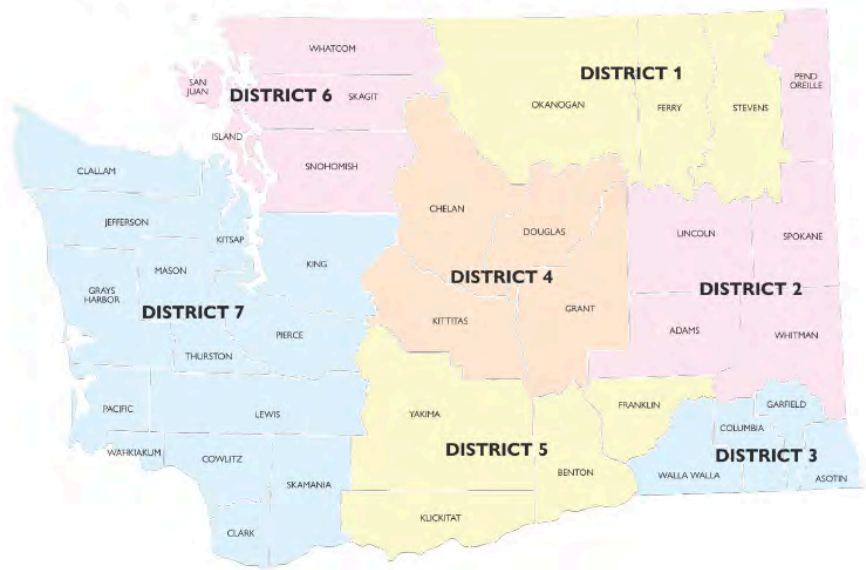 WHATCOM
SAN
JUAN
DISTRICT 6
SKAGIT
ISLAND
SNOHOMISH
DISTRICT 1
OKANOGAN
FERRY
STEVENS
PEND
OREILLE
CLALLAM
JEFFERSON
KITSAP
KING
MASON
GRAYS
HARBOR
DISTRICT 7
PIERCE
THURSTON
PACIFIC
LEWIS
WAHKIAKUM
COWLITZ
SKAMANIA
CLARK
CHELAN
DOUGLAS
DISTRICT 4
KITTITAS
GRANT
LINCOLN
SPOKANE
DISTRICT 2
ADAMS
WHITMAN
YAKIMA
FRANKLIN
DISTRICT 5
BENTON
KLICKITAT
GARFIELD
COLUMBIA
DISTRICT 3
WALLA WALLA
ASOTIN